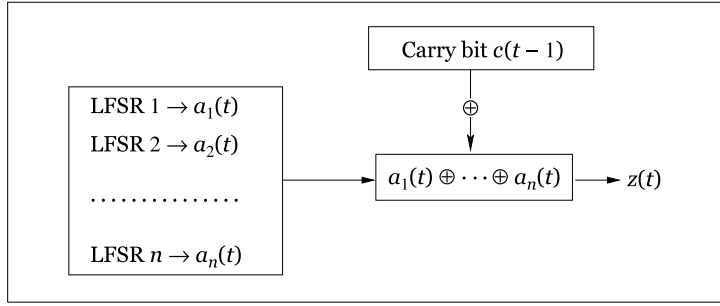 Carry bit c(t − 1)
LFSR 1 → a₁(t)
LFSR 2 → a₂(t)
...............
LFSR n → aₙ(t)
⊕
a₁(t) ⊕ · · · ⊕ aₙ(t)
z(t)